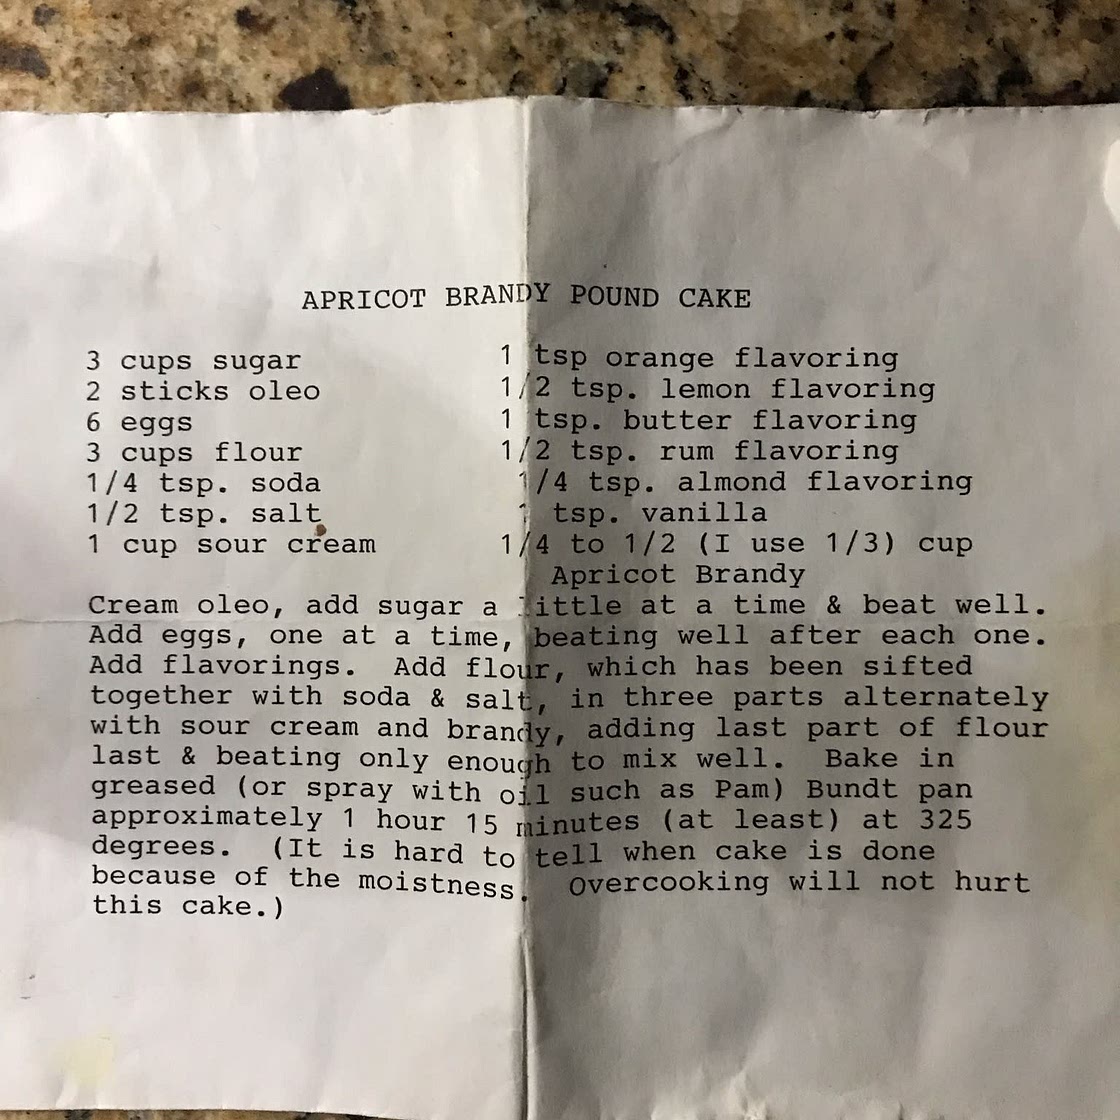 APRICOT BRANDY POUND CAKE
3 cups sugar
2 sticks oleo
6 eggs
3 cups flour
1/4 tsp. soda
1/2 tsp. salt
1 cup sour cream
1 tsp orange flavoring
1/2 tsp. lemon flavoring
1 tsp. butter flavoring
1/2 tsp. rum flavoring
1/4 tsp. almond flavoring
1 tsp. vanilla
1/4 to 1/2 (I use 1/3) cup
Apricot Brandy
Cream oleo, add sugar a little at a time & beat well.
Add eggs, one at a time, beating well after each one.
Add flavorings. Add flour, which has been sifted
together with soda & salt, in three parts alternately
with sour cream and brandy, adding last part of flour
last & beating only enough to mix well. Bake in
greased (or spray with oil such as Pam) Bundt pan
approximately 1 hour 15 minutes (at least) at 325
degrees. (It is hard to tell when cake is done
because of the moistness. Overcooking will not hurt
this cake.)